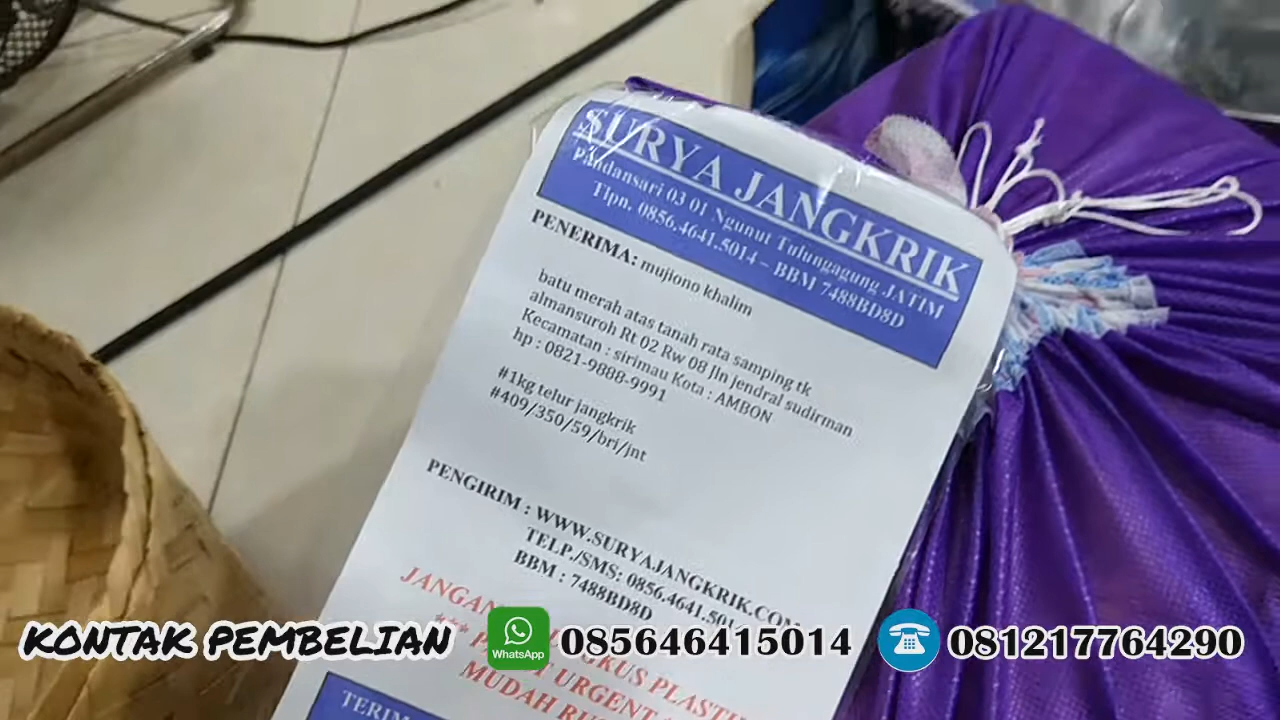 SURYA JANGKRIK
Pandansari 03 01 Ngunut Tulungagung JATIM
Tlpn. 0856.4641.5014 – BBM 7488BD8D
PENERIMA: mujiono khalim
batu merah atas tanah rata samping tk
almansuroh Rt 02 Rw 08 Jln jendral sudirman
Kecamatan : sirimau Kota : AMBON
hp : 0821-9888-9991
#1kg telur jangkrik
#409/350/59/bri/jnt
PENGIRIM : WWW.SURYAJANGKRIK.COM
TELP./SMS: 0856.4641.501
BBM : 7488BD8D
JANGAN
URGENT
MUDAH
KONTAK PEMBELIAN
WhatsApp
085646415014
081217764290